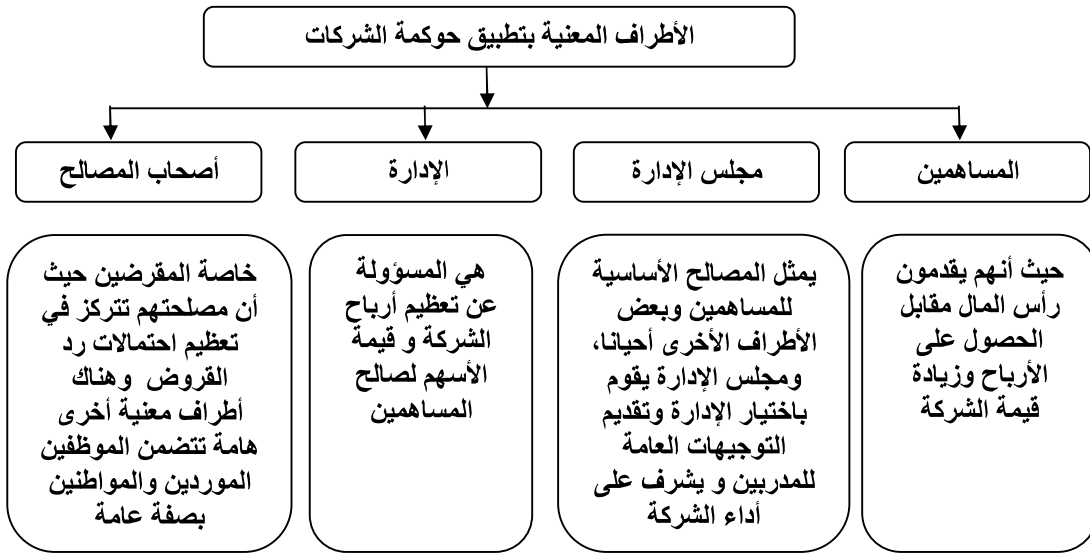 الأطراف المعنية بتطبيق حوكمة الشركات
المساهمين
مجلس الإدارة
الإدارة
أصحاب المصالح
حيث أنهم يقدمون
رأس المال مقابل
الحصول على
الأرباح وزيادة
قيمة الشركة
يمثل المصالح الأساسية
للمساهمين وبعض
الأطراف الأخرى أحيانا،
ومجلس الإدارة يقوم
باختيار الإدارة وتقديم
التوجيهات العامة
للمدربين و يشرف على
أداء الشركة
هي المسؤولة
عن تعظيم أرباح
الشركة و قيمة
الأسهم لصالح
المساهمين
خاصة المقرضين حيث
أن مصلحتهم تتركز في
تعظيم احتمالات رد
القروض وهناك
أطراف معنية أخرى
هامة تتضمن الموظفين
الموردين والمواطنين
بصفة عامة